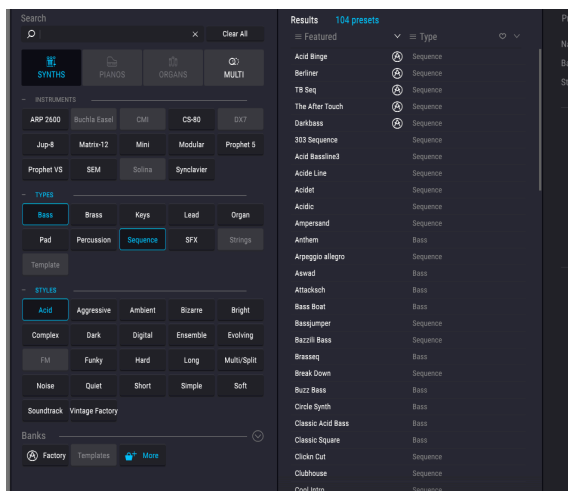 Search
Clear All
SYNTHS PIANOS ORGANS MULTI
INSTRUMENTS
ARP 2600 Buchla Easel CMI CS-80 DX7
Jup-8 Matrix-12 Mini Modular Prophet 5
Prophet VS SEM Solina Synclavier
TYPES
Bass Brass Keys Lead Organ
Pad Percussion Sequence SFX Strings
Template
STYLES
Acid Aggressive Ambient Bizarre Bright
Complex Dark Digital Ensemble Evolving
FM Funky Hard Long Multi/Split
Noise Quiet Short Simple Soft
Soundtrack Vintage Factory
Banks
Factory Templates More
Results 104 presets
Featured Type
Acid Binge Sequence
Berliner Sequence
TB Seq Sequence
The After Touch Sequence
Darkbass Sequence
303 Sequence Sequence
Acid Bassline3 Sequence
Acide Line Sequence
Acidet Sequence
Acidic Sequence
Ampersand Sequence
Anthem Bass
Arpeggio allegro Sequence
Aswad Bass
Attacksch Bass
Bass Boat Bass
Bassjumper Sequence
Bazzili Bass Sequence
Brasseq Bass
Break Down Sequence
Buzz Bass Bass
Circle Synth Bass
Classic Acid Bass Bass
Classic Square Bass
Clickn Cut Sequence
Clubhouse Sequence
Cool Intro Sequence